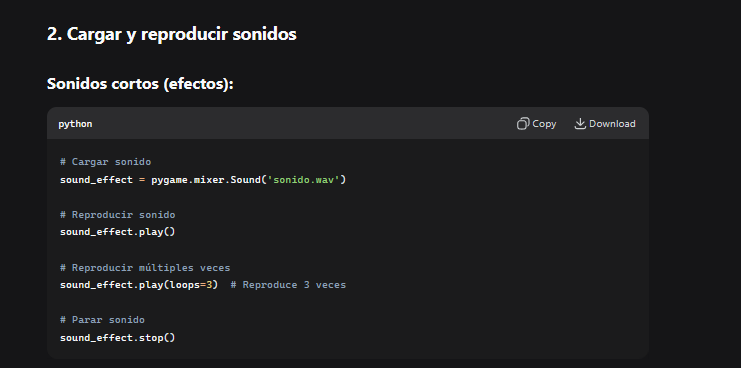 2. Cargar y reproducir sonidos
Sonidos cortos (efectos):
python
Copy
Download
# Cargar sonido
sound_effect = pygame.mixer.Sound('sonido.wav')
# Reproducir sonido
sound_effect.play()
# Reproducir múltiples veces
sound_effect.play(loops=3)  # Reproduce 3 veces
# Parar sonido
sound_effect.stop()